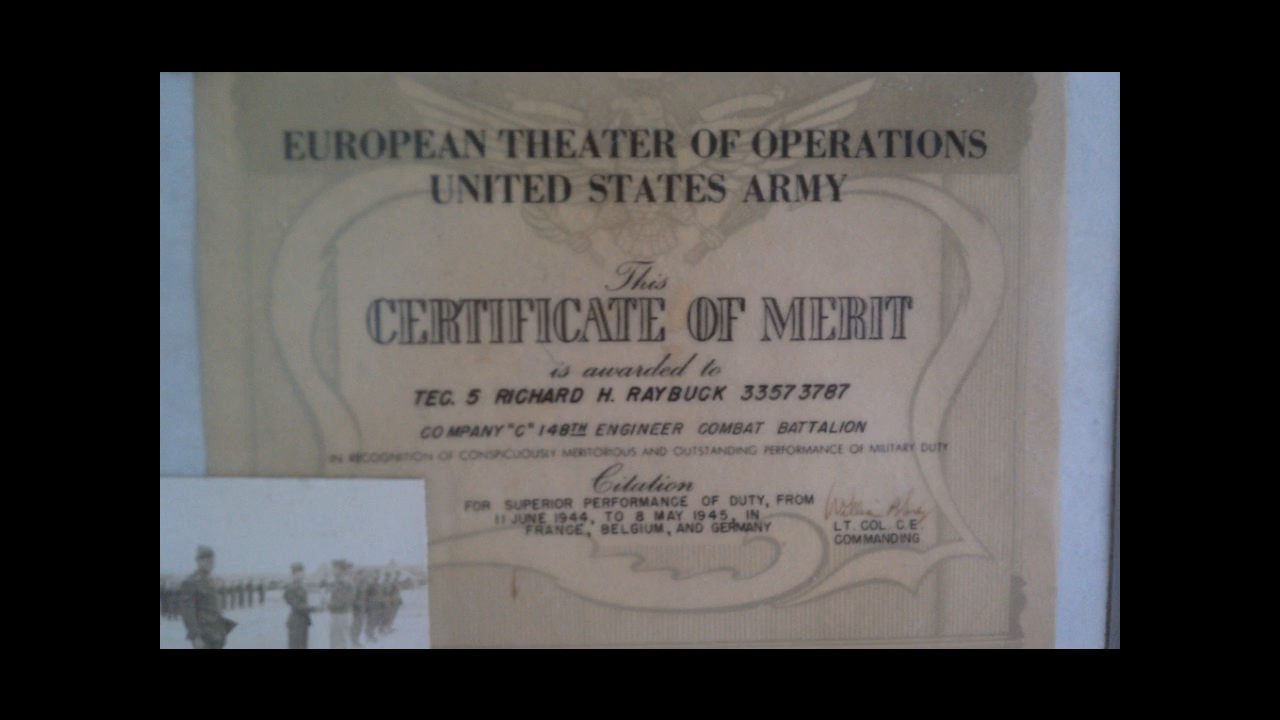 EUROPEAN THEATER OF OPERATIONS
UNITED STATES ARMY
This
CERTIFICATE OF MERIT
is awarded to
TEC. 5 RICHARD H. RAYBUCK 33573787
COMPANY "C" 148TH ENGINEER COMBAT BATTALION
IN RECOGNITION OF CONSPICUOUSLY MERITORIOUS AND OUTSTANDING PERFORMANCE OF MILITARY DUTY
Citation
FOR SUPERIOR PERFORMANCE OF DUTY, FROM
11 JUNE 1944, TO 8 MAY 1945, IN
FRANCE, BELGIUM, AND GERMANY
William
LT. COL. C.E.
COMMANDING